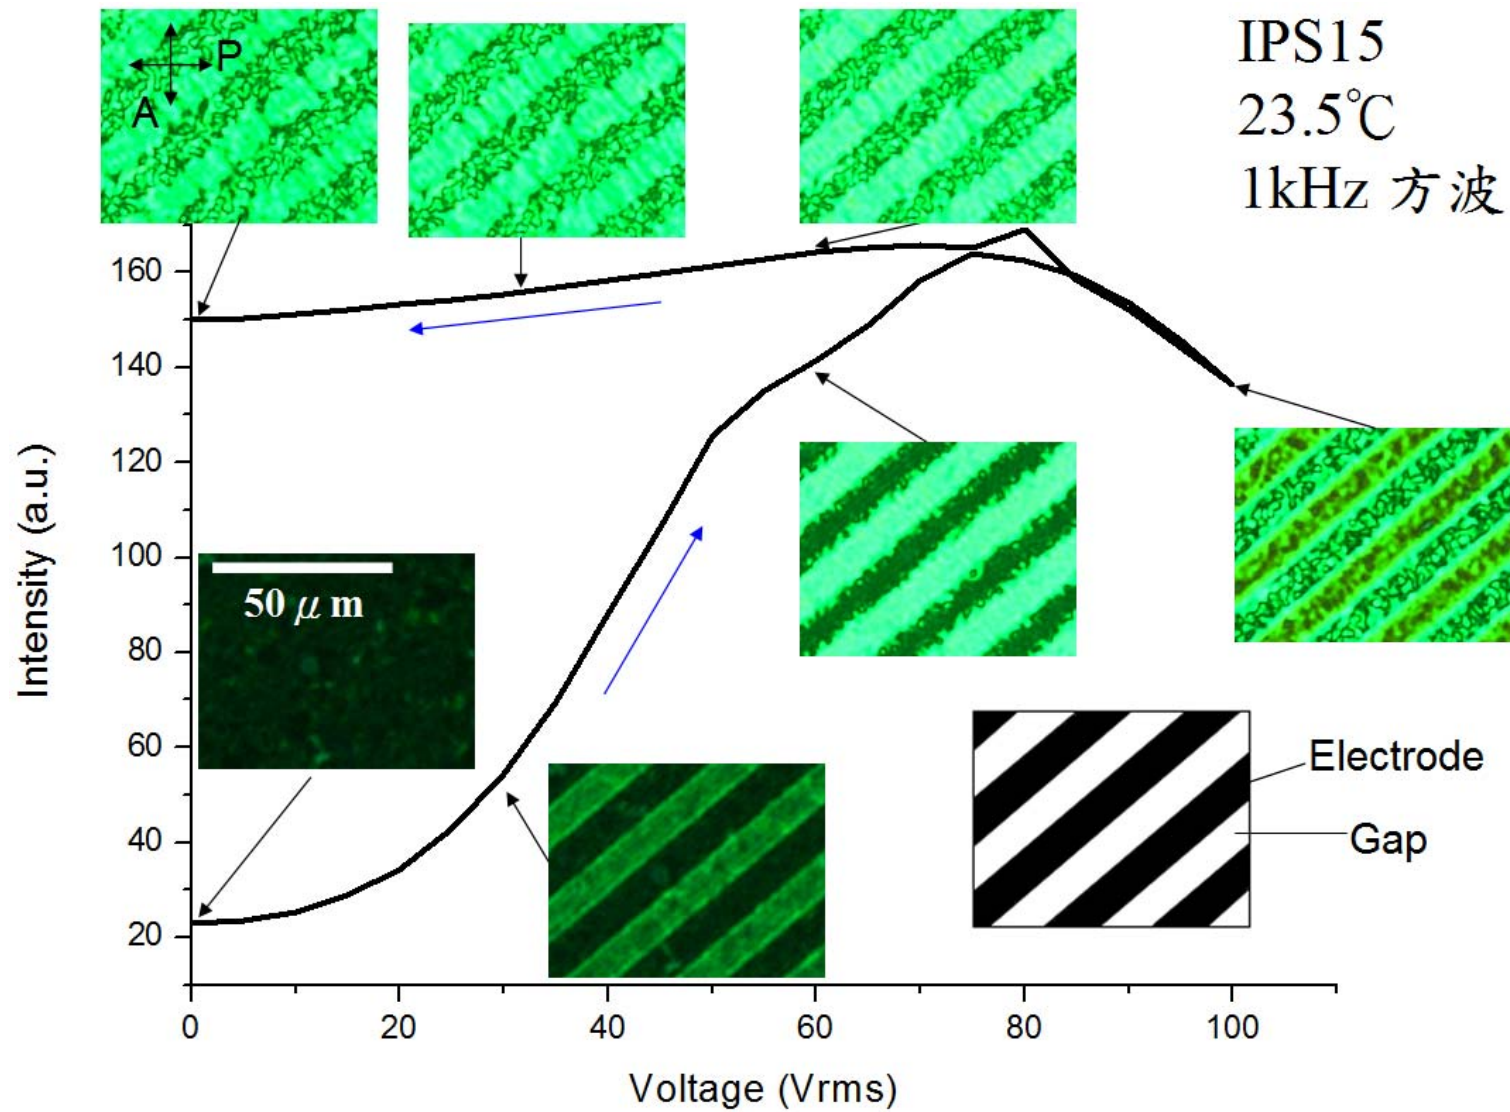 P
A
IPS15
23.5℃
1kHz 方波
160
140
120
100
80
60
40
20
Intensity (a.u.)
50 μ m
Electrode
Gap
0 20 40 60 80 100
Voltage (Vrms)